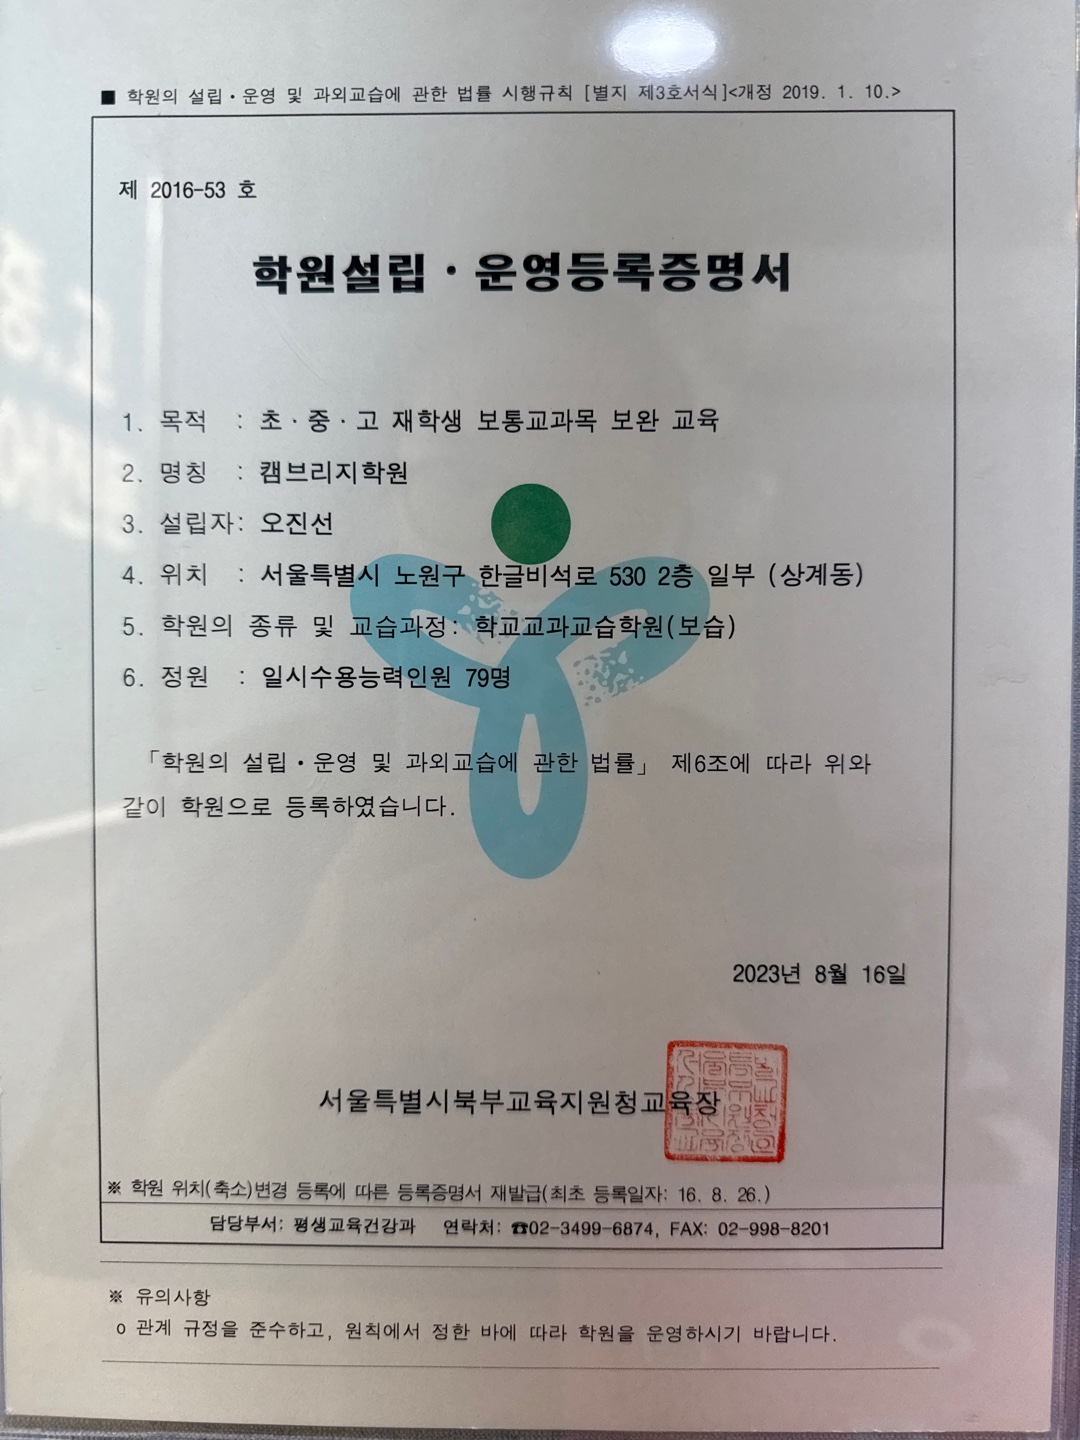 ■ 학원의 설립·운영 및 과외교습에 관한 법률 시행규칙 [별지 제3호서식]<개정 2019. 1. 10.>
제 2016-53 호
학원설립·운영등록증명서
1. 목적 : 초·중·고 재학생 보통교과목 보완 교육
2. 명칭 : 캠브리지학원
3. 설립자: 오진선
4. 위치 : 서울특별시 노원구 한글비석로 530 2층 일부 (상계동)
5. 학원의 종류 및 교습과정: 학교교과교습학원(보습)
6. 정원 : 일시수용능력인원 79명
「학원의 설립·운영 및 과외교습에 관한 법률」 제6조에 따라 위와
같이 학원으로 등록하였습니다.
2023년 8월 16일
서울특별시북부교육지원청교육장
※ 학원 위치(축소)변경 등록에 따른 등록증명서 재발급(최초 등록일자: 16. 8. 26.)
담당부서: 평생교육건강과 연락처: ☎02-3499-6874, FAX: 02-998-8201
※ 유의사항
o 관계 규정을 준수하고, 원칙에서 정한 바에 따라 학원을 운영하시기 바랍니다.